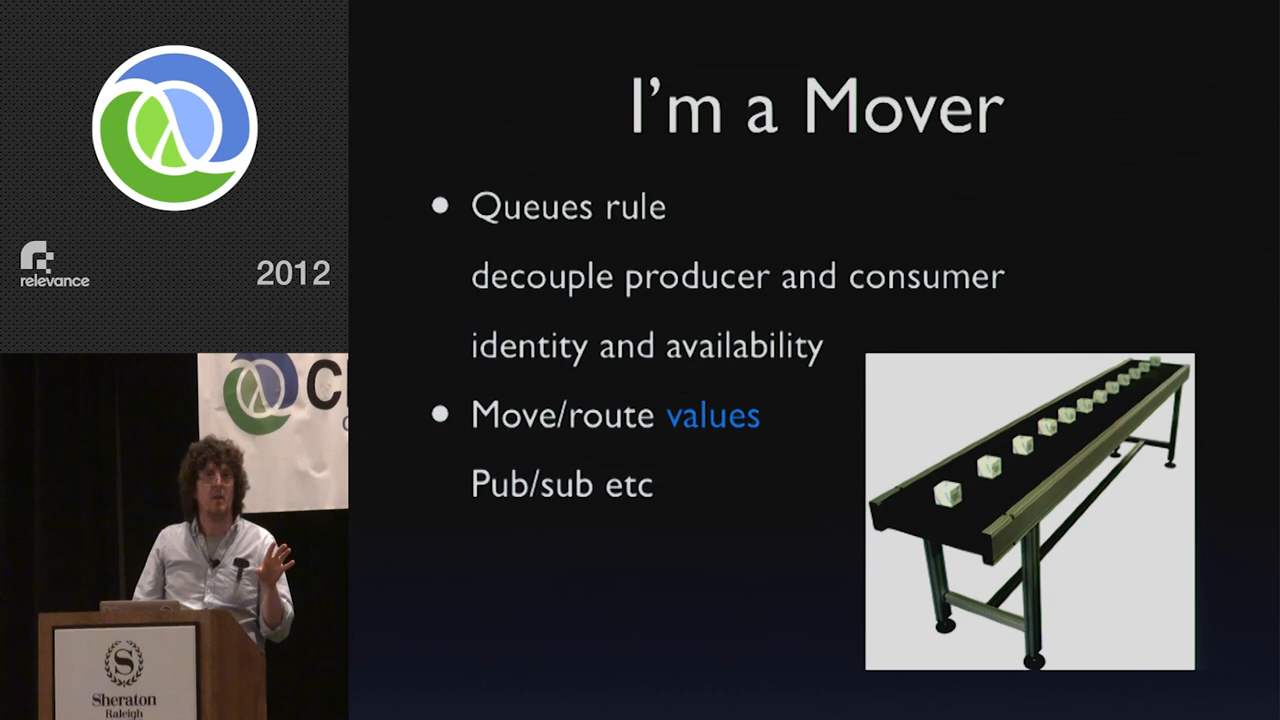 relevance
2012
I'm a Mover
Queues rule
decouple producer and consumer
identity and availability
Move/route values
Pub/sub etc
S
Sheraton
Raleigh